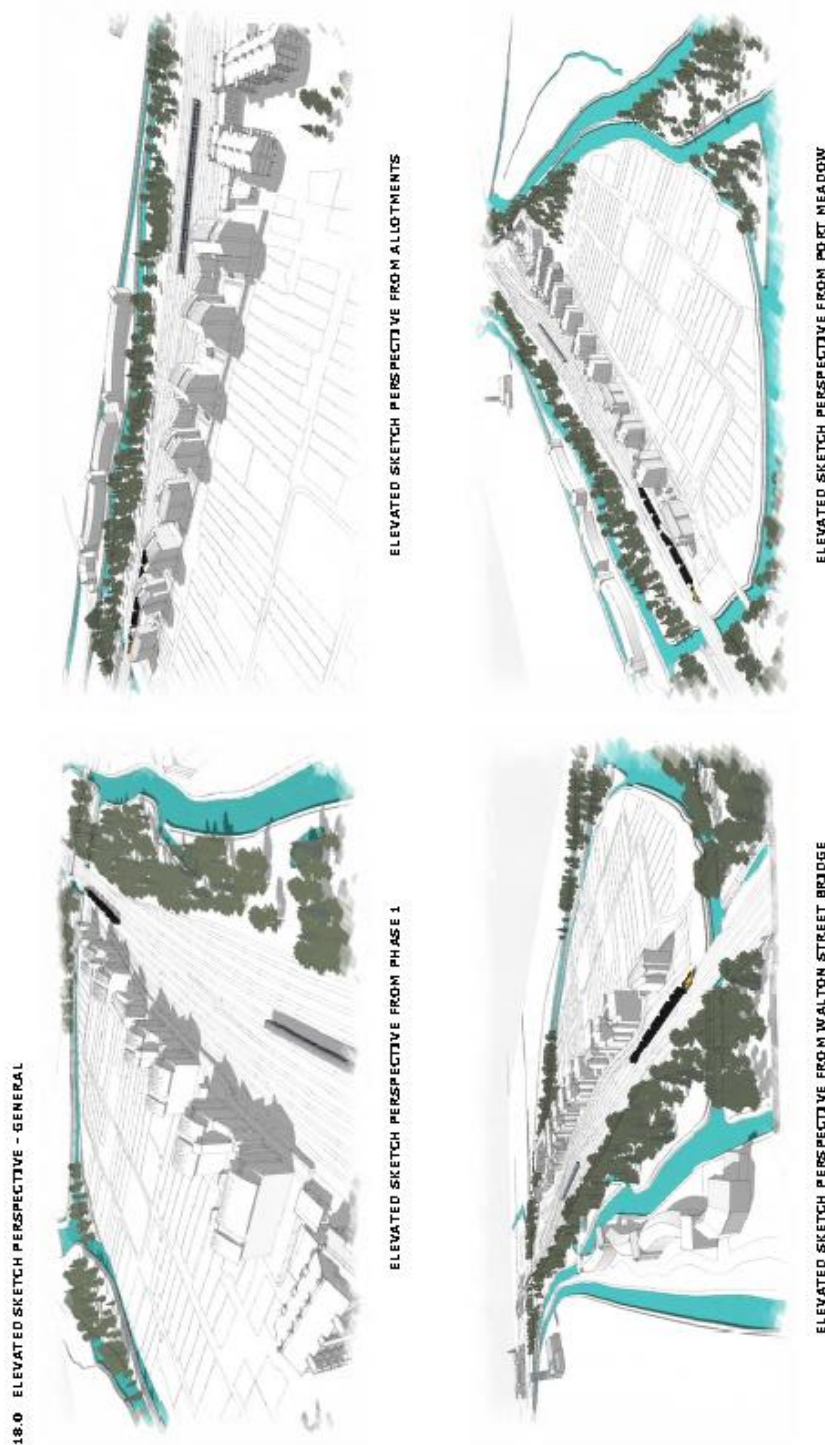 18.0 ELEVATED SKETCH PERSPECTIVE - GENERAL
ELEVATED SKETCH PERSPECTIVE FROM PHASE 1
ELEVATED SKETCH PERSPECTIVE FROM ALLOTMENTS
ELEVATED SKETCH PERSPECTIVE FROM WALTON STREET BRIDGE
ELEVATED SKETCH PERSPECTIVE FROM PORT MEADOW